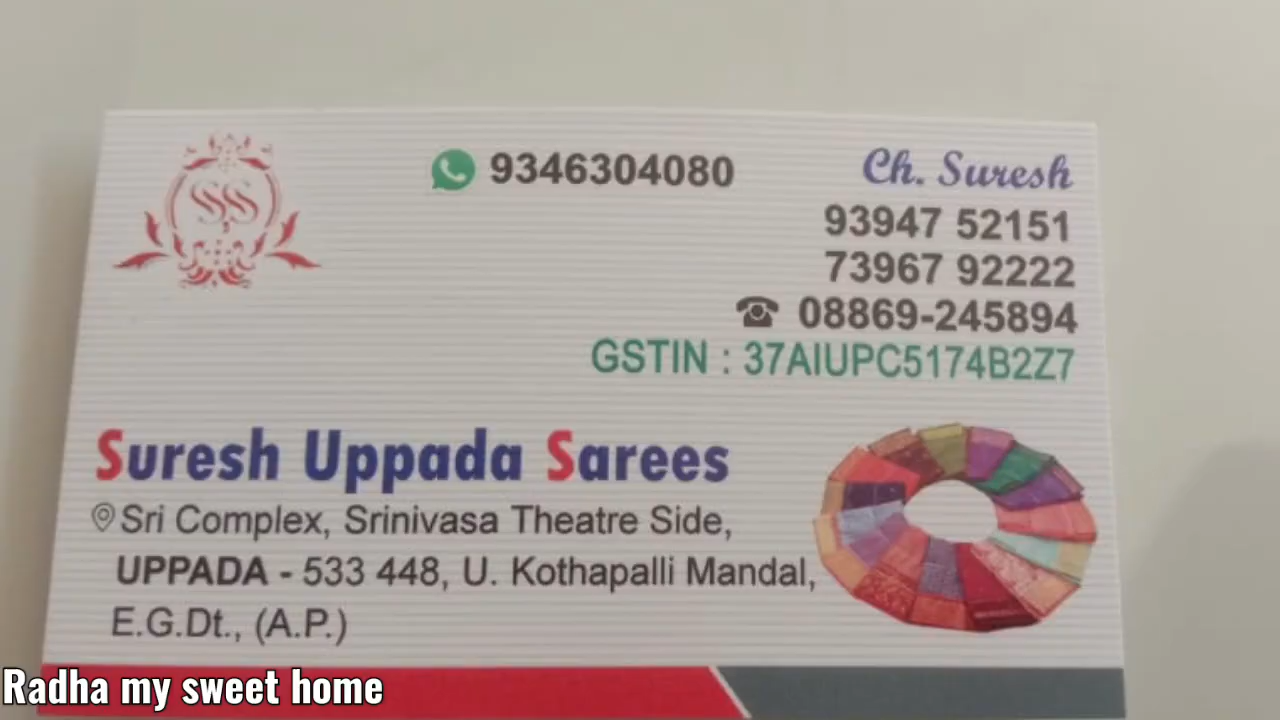 SS
9346304080
Ch. Suresh
93947 52151
73967 92222
08869-245894
GSTIN : 37AIUPC5174B2Z7
Suresh Uppada Sarees
Sri Complex, Srinivasa Theatre Side,
UPPADA - 533 448, U. Kothapalli Mandal,
E.G.Dt., (A.P.)
Radha my sweet home